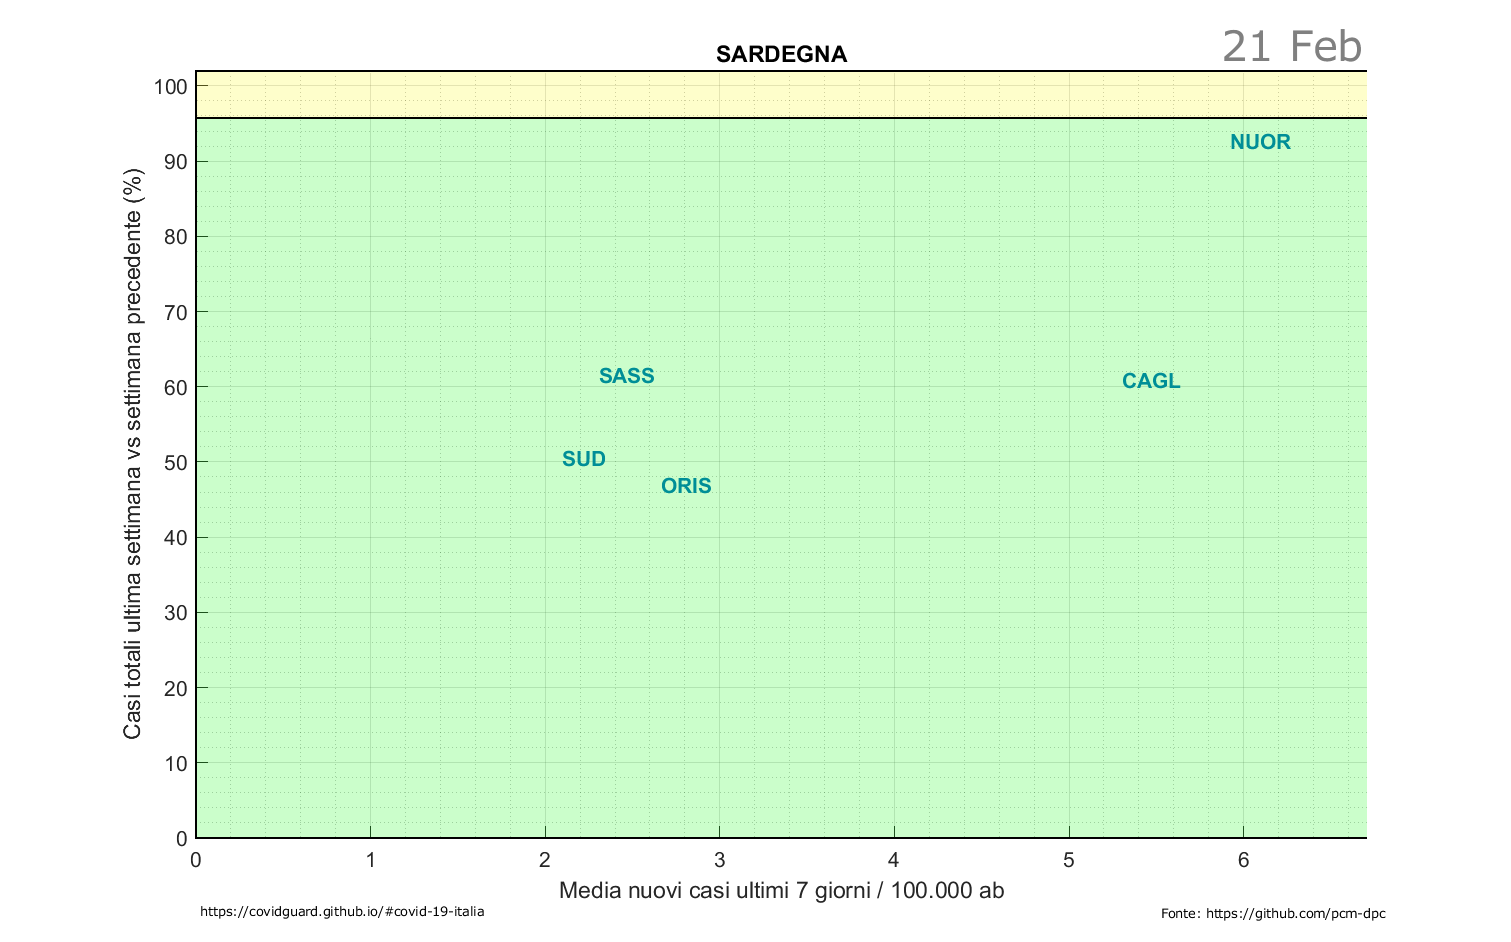 SARDEGNA
21 Feb
Casi totali ultima settimana vs settimana precedente (%)
100
90
80
70
60
50
40
30
20
10
0
NUOR
SASS
CAGL
SUD
ORIS
0 1 2 3 4 5 6
Media nuovi casi ultimi 7 giorni / 100.000 ab
https://covidguard.github.io/#covid-19-italia
Fonte: https://github.com/pcm-dpc